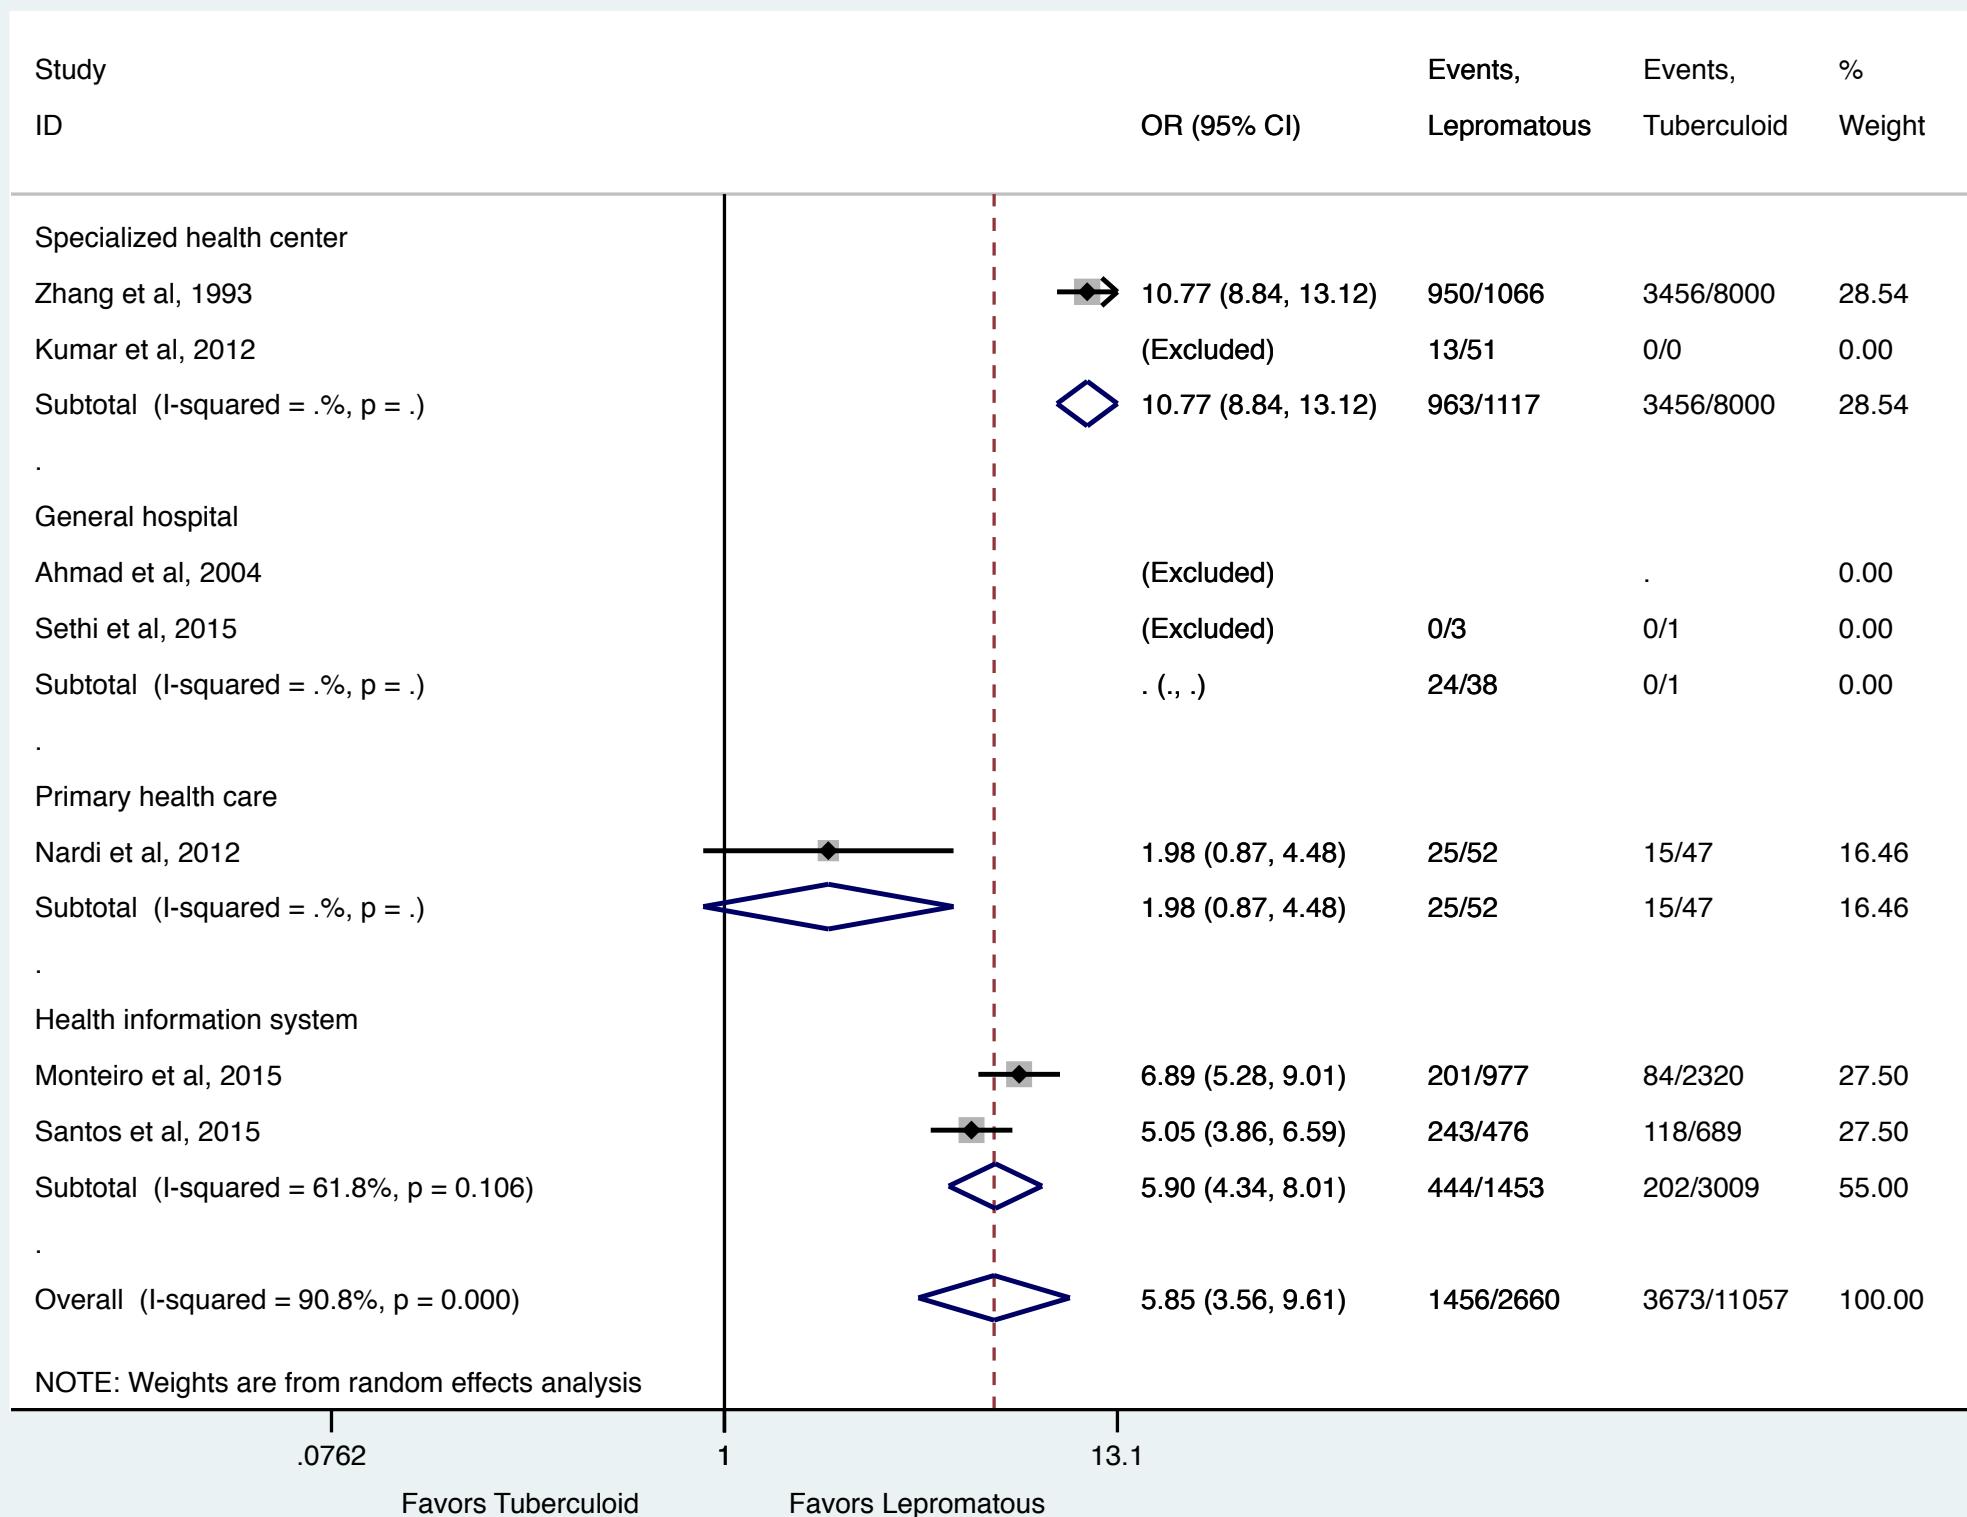 Study Events, Events, %
ID OR (95% CI) Lepromatous Tuberculoid Weight
Specialized health center
Zhang et al, 1993 10.77 (8.84, 13.12) 950/1066 3456/8000 28.54
Kumar et al, 2012 (Excluded) 13/51 0/0 0.00
Subtotal (I-squared = .%, p = .) 10.77 (8.84, 13.12) 963/1117 3456/8000 28.54
.
General hospital
Ahmad et al, 2004 (Excluded) . 0.00
Sethi et al, 2015 (Excluded) 0/3 0/1 0.00
Subtotal (I-squared = .%, p = .) . (., .) 24/38 0/1 0.00
.
Primary health care
Nardi et al, 2012 1.98 (0.87, 4.48) 25/52 15/47 16.46
Subtotal (I-squared = .%, p = .) 1.98 (0.87, 4.48) 25/52 15/47 16.46
.
Health information system
Monteiro et al, 2015 6.89 (5.28, 9.01) 201/977 84/2320 27.50
Santos et al, 2015 5.05 (3.86, 6.59) 243/476 118/689 27.50
Subtotal (I-squared = 61.8%, p = 0.106) 5.90 (4.34, 8.01) 444/1453 202/3009 55.00
.
Overall (I-squared = 90.8%, p = 0.000) 5.85 (3.56, 9.61) 1456/2660 3673/11057 100.00
NOTE: Weights are from random effects analysis
.0762 1 13.1
Favors Tuberculoid Favors Lepromatous